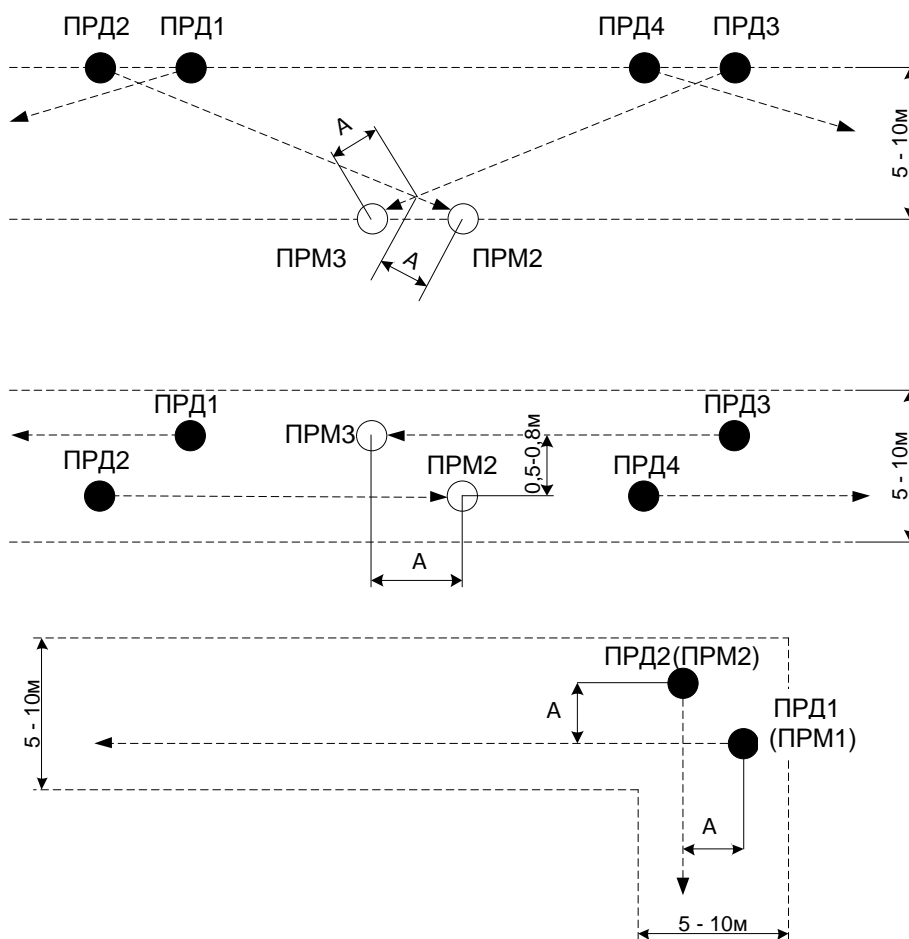 ПРД2 ПРД1 ПРД4 ПРД3
А
5 - 10м
ПРМ3 ПРМ2
А
ПРД1 ПРД3
ПРМ3
ПРД2 ПРМ2 ПРД4
0,5-0,8м
5 - 10м
А
ПРД2(ПРМ2)
5 - 10м
А
ПРД1
(ПРМ1)
А
5 - 10м